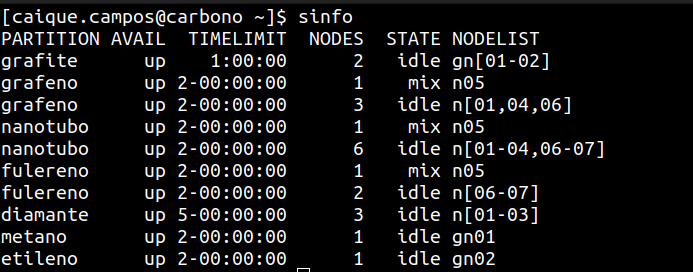 [caique.campos@carbono ~]$ sinfo
PARTITION AVAIL  TIMELIMIT  NODES  STATE NODELIST
grafite      up    1:00:00      2   idle gn[01-02]
grafeno      up 2-00:00:00      1    mix n05
grafeno      up 2-00:00:00      3   idle n[01,04,06]
nanotubo     up 2-00:00:00      1    mix n05
nanotubo     up 2-00:00:00      6   idle n[01-04,06-07]
fulereno     up 2-00:00:00      1    mix n05
fulereno     up 2-00:00:00      2   idle n[06-07]
diamante     up 5-00:00:00      3   idle n[01-03]
metano       up 2-00:00:00      1   idle gn01
etileno      up 2-00:00:00      1   idle gn02